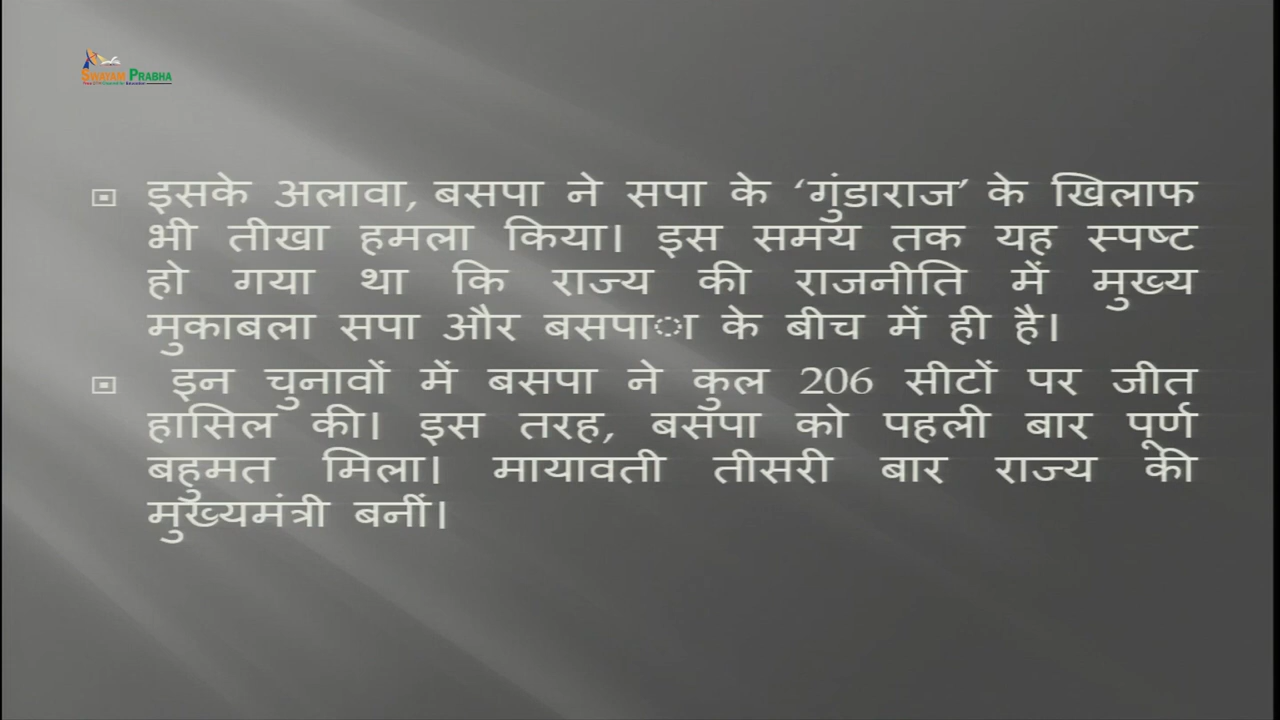 SWAYAM PRABHA
इसके अलावा, बसपा ने सपा के ‘गुंडाराज’ के खिलाफ
भी तीखा हमला किया। इस समय तक यह स्पष्ट
हो गया था कि राज्य की राजनीति में मुख्य
मुकाबला सपा और बसपाा के बीच में ही है।
इन चुनावों में बसपा ने कुल 206 सीटों पर जीत
हासिल की। इस तरह, बसपा को पहली बार पूर्ण
बहुमत मिला। मायावती तीसरी बार राज्य की
मुख्यमंत्री बनीं।